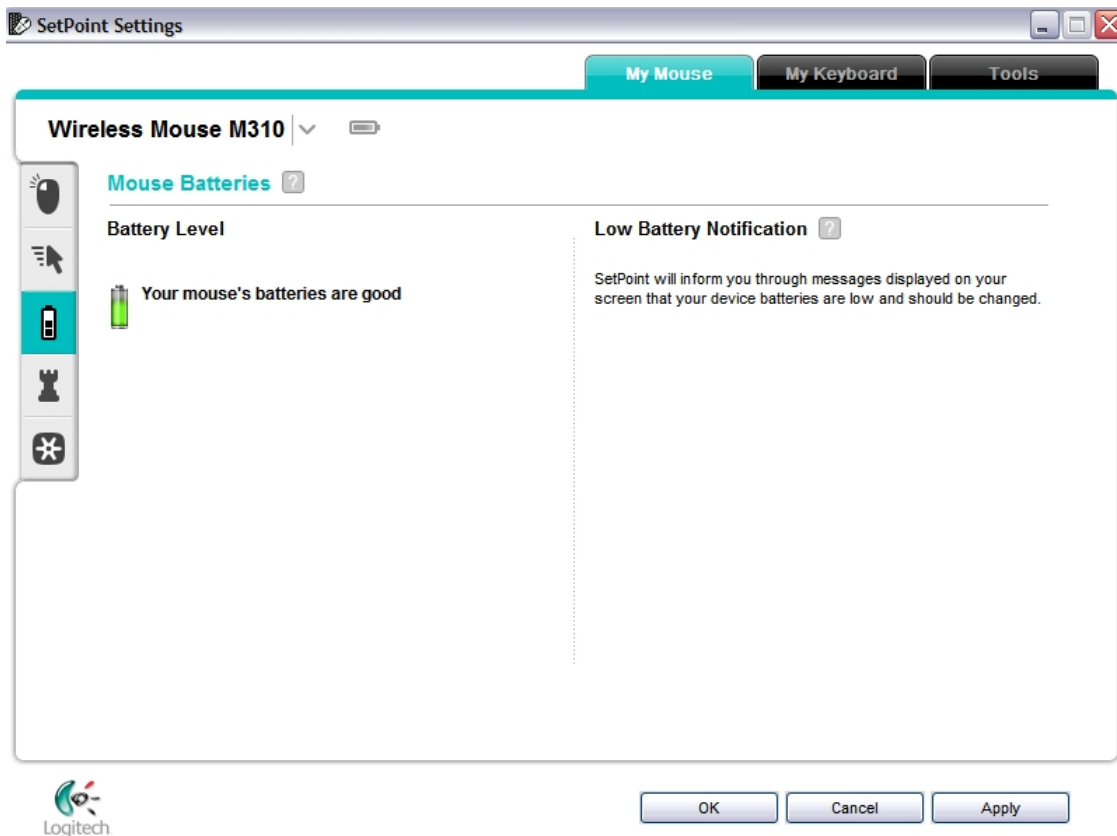 SetPoint Settings
My Mouse
My Keyboard
Tools
Wireless Mouse M310
Mouse Batteries ?
Battery Level
Your mouse's batteries are good
Low Battery Notification ?
SetPoint will inform you through messages displayed on your
screen that your device batteries are low and should be changed.
Logitech
OK
Cancel
Apply